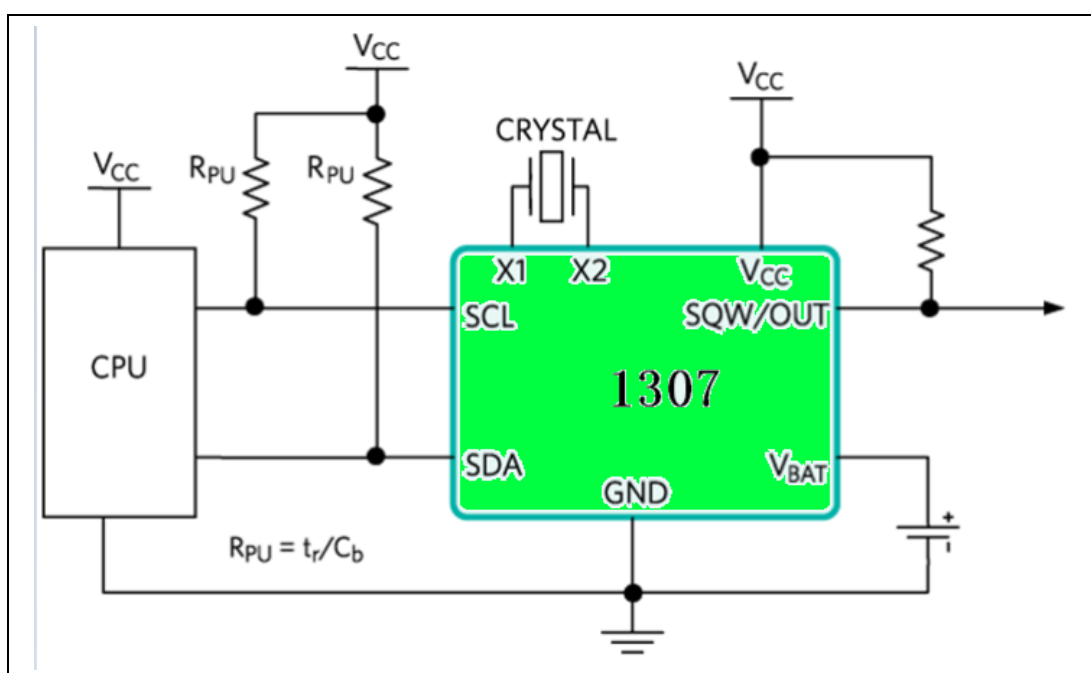 VCC
VCC
CRYSTAL
VCC
RPU
RPU
X1
X2
VCC
SCL
SQW/OUT
CPU
1307
SDA
VBAT
GND
+
-
RPU = tr/Cb